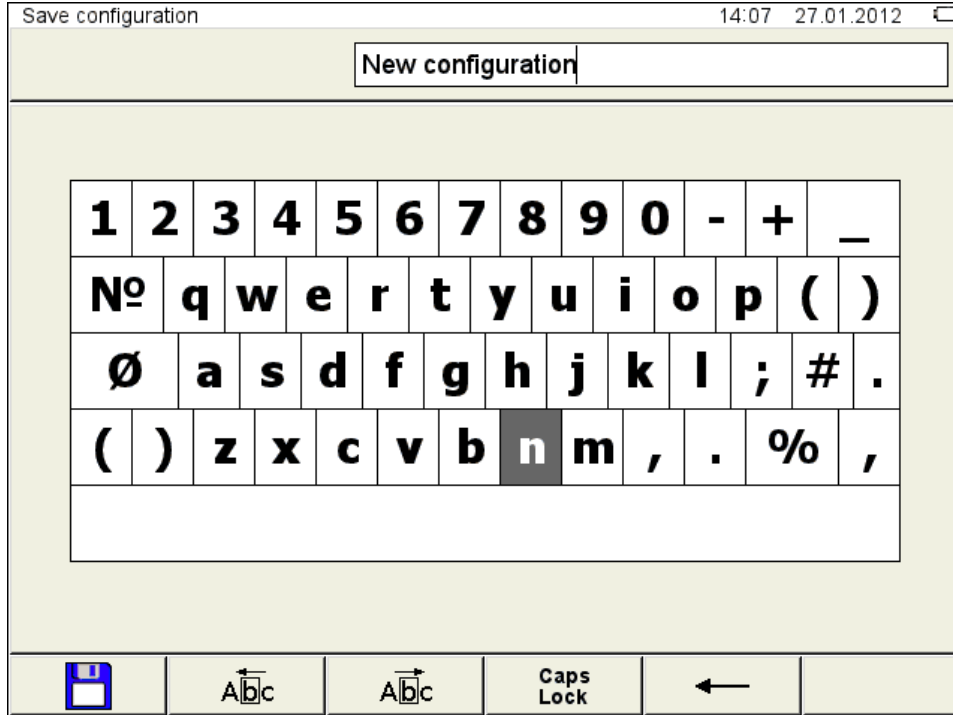 Save configuration 14:07 27.01.2012
New configuration
1 2 3 4 5 6 7 8 9 0 - + _
№ q w e r t y u i o p ( )
Ø a s d f g h j k l ; # .
( ) z x c v b n m , . % ,
Abc Abc Caps Lock